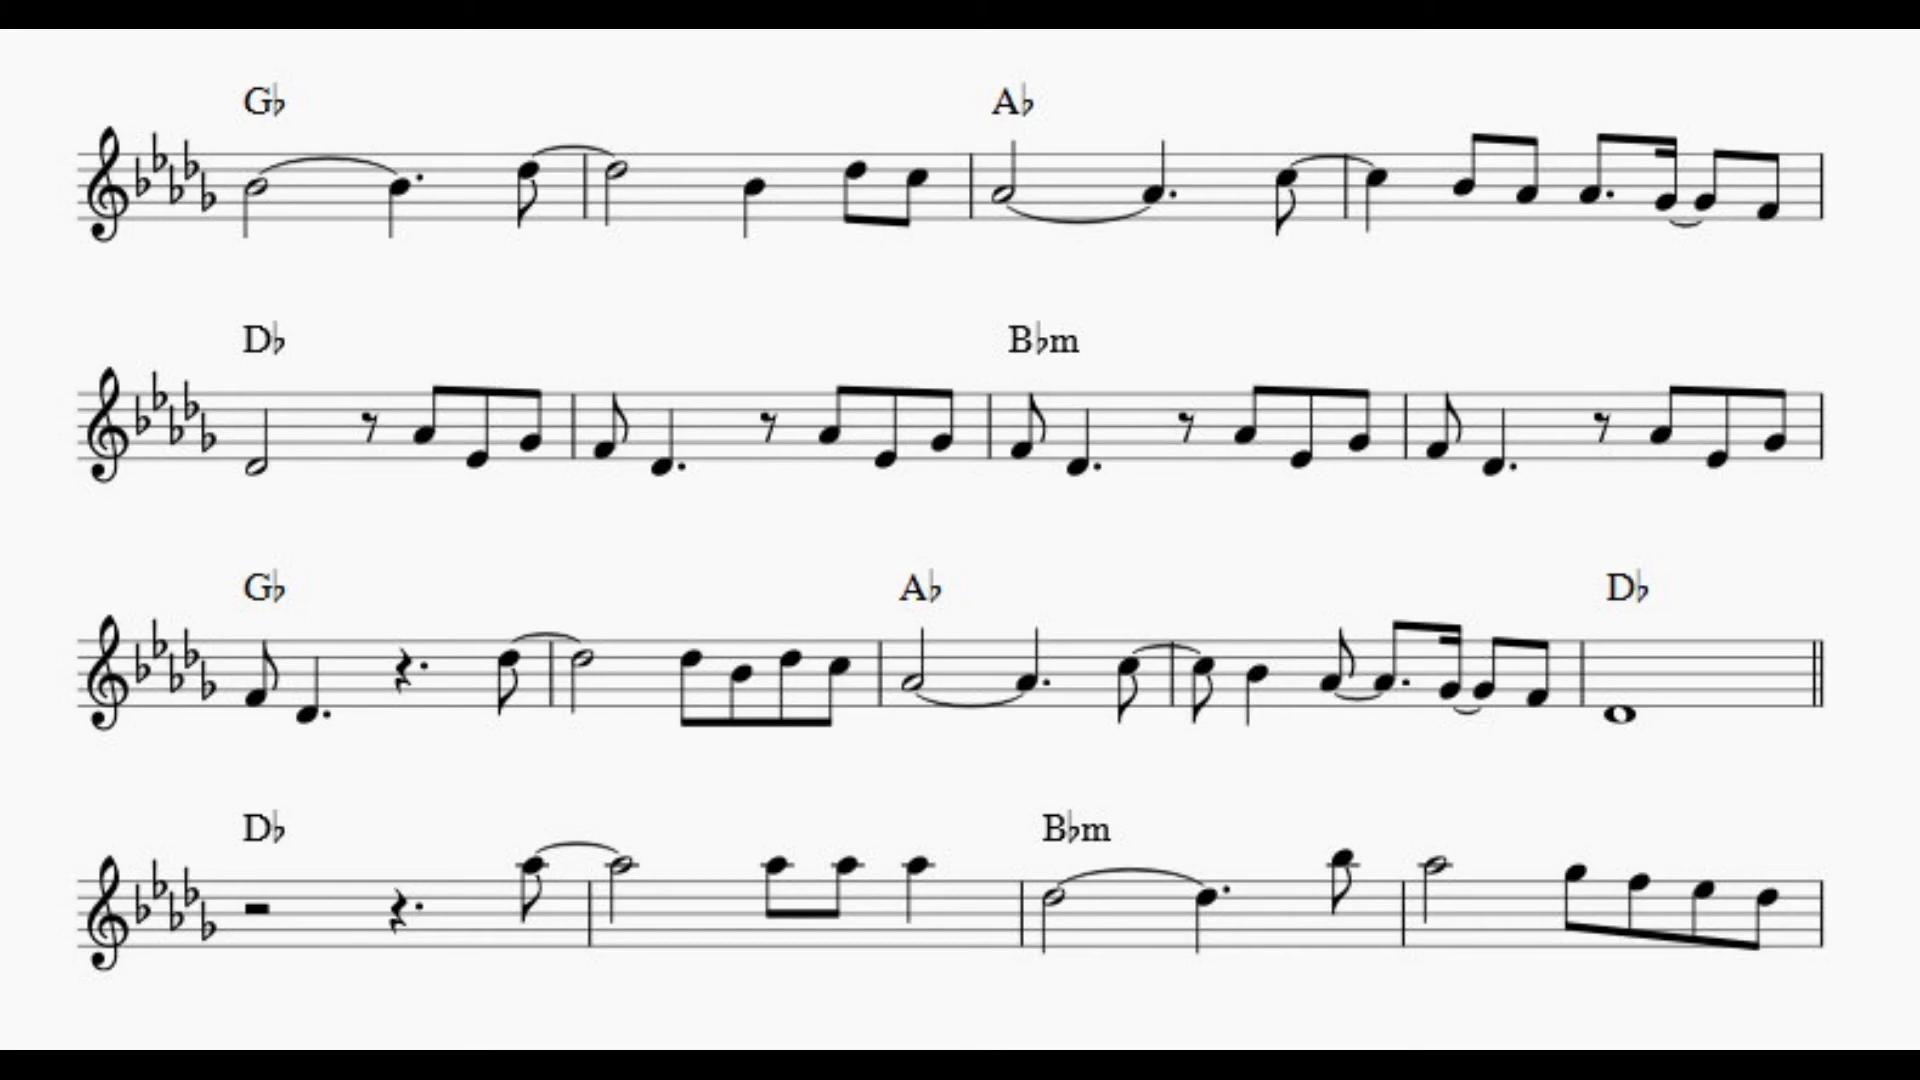 G♭ A♭
D♭ B♭m
G♭ A♭ D♭
D♭ B♭m